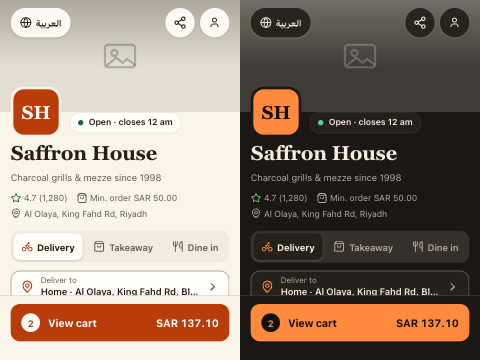 العربية
SH
Open · closes 12 am
Saffron House
Charcoal grills & mezze since 1998
4.7 (1,280) Min. order SAR 50.00
Al Olaya, King Fahd Rd, Riyadh
Delivery Takeaway Dine in
Deliver to
Home · Al Olaya, King Fahd Rd, Bl...
2 View cart SAR 137.10
العربية
SH
Open · closes 12 am
Saffron House
Charcoal grills & mezze since 1998
4.7 (1,280) Min. order SAR 50.00
Al Olaya, King Fahd Rd, Riyadh
Delivery Takeaway Dine in
Deliver to
Home · Al Olaya, King Fahd Rd, Bl...
2 View cart SAR 137.10